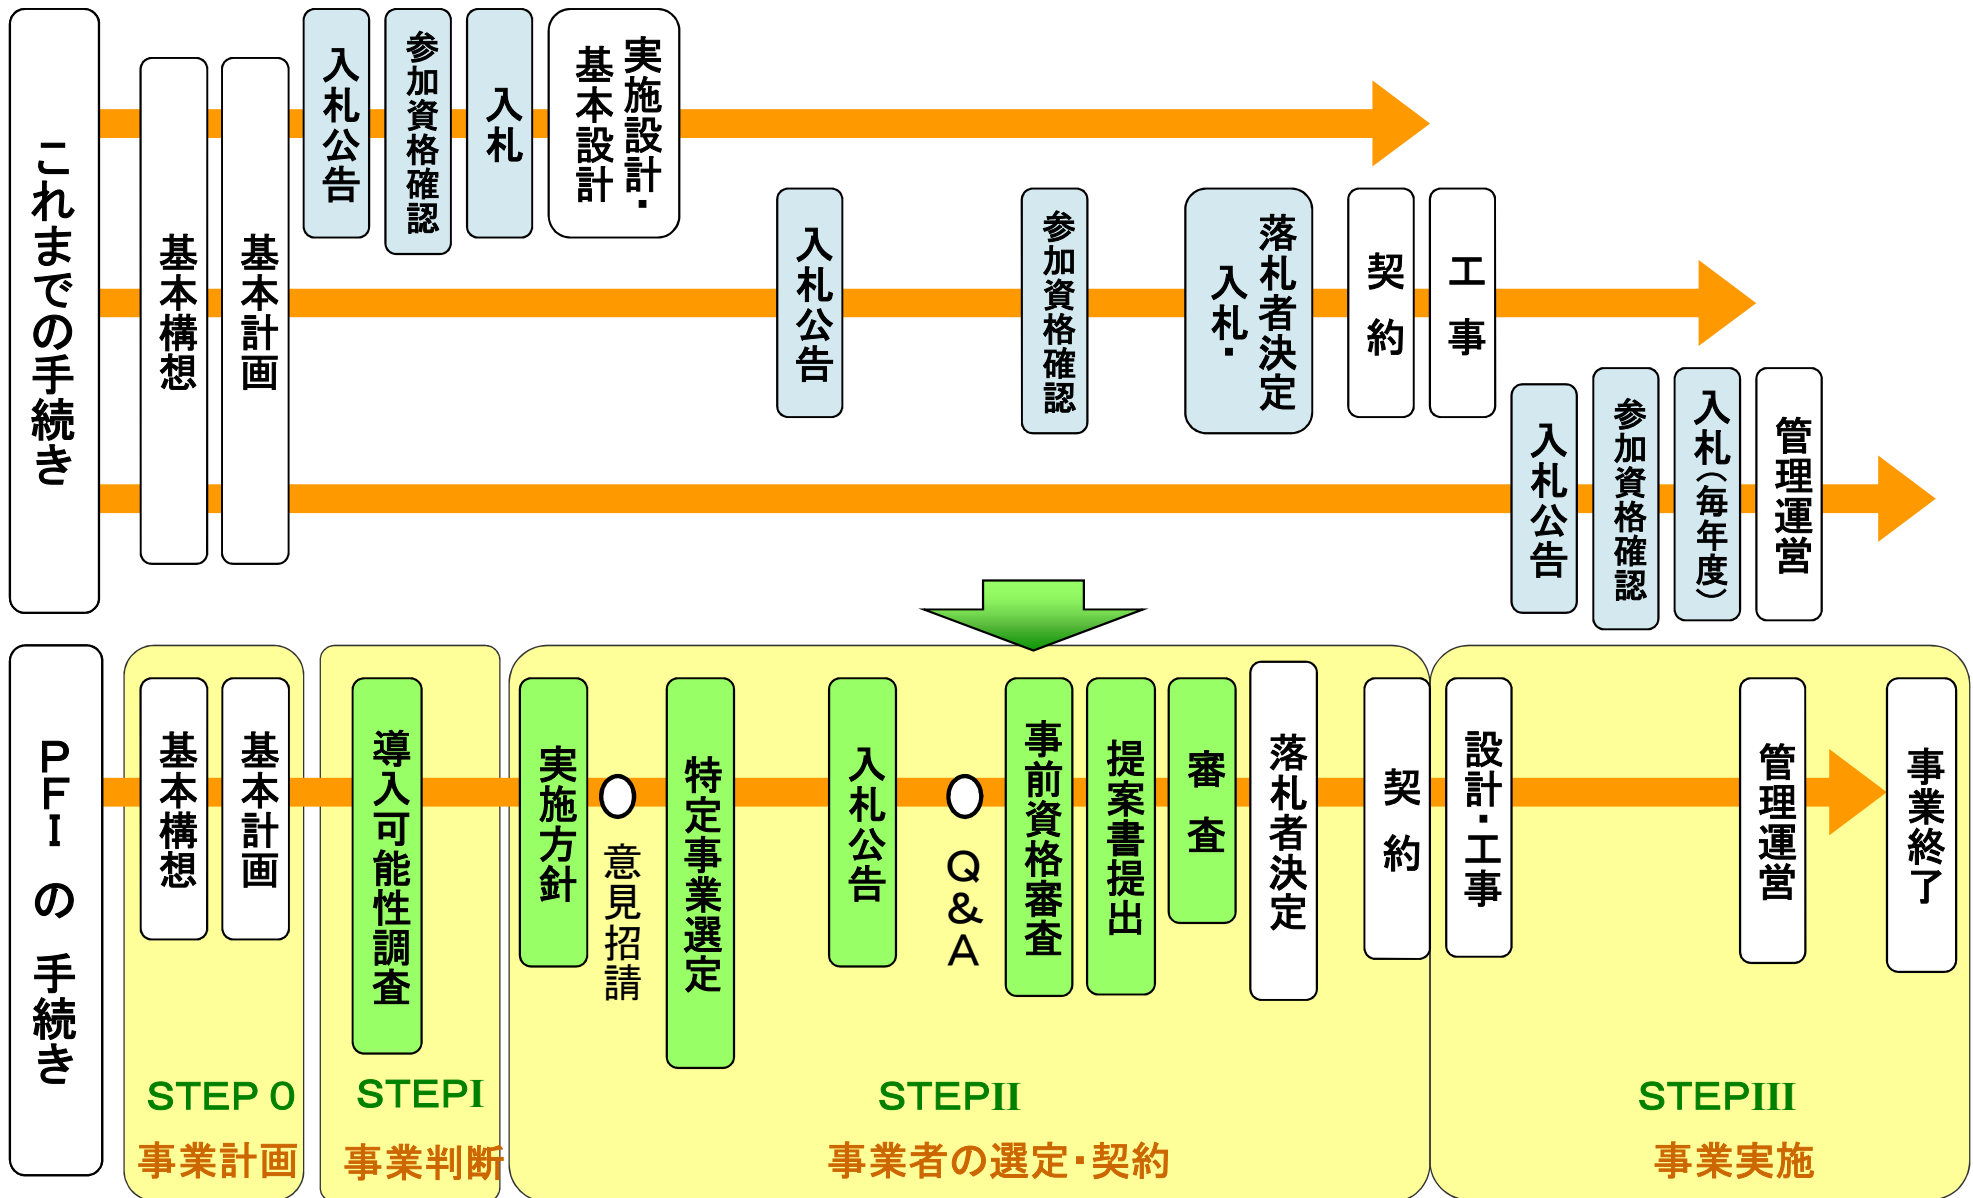 これまでの手続き
基本構想
基本計画
入札公告
参加資格確認
入札
基本設計
実施設計・
入札公告
参加資格確認
入札・
落札者決定
契約
工事
入札公告
参加資格確認
入札（毎年度）
管理運営
ＰＦＩの手続き
基本構想
基本計画
導入可能性調査
実施方針
意見招請
特定事業選定
入札公告
Ｑ＆Ａ
事前資格審査
提案書提出
審査
落札者決定
契約
設計・工事
管理運営
事業終了
ＳＴＥＰ０
事業計画
ＳＴＥＰⅠ
事業判断
ＳＴＥＰⅡ
事業者の選定・契約
ＳＴＥＰⅢ
事業実施